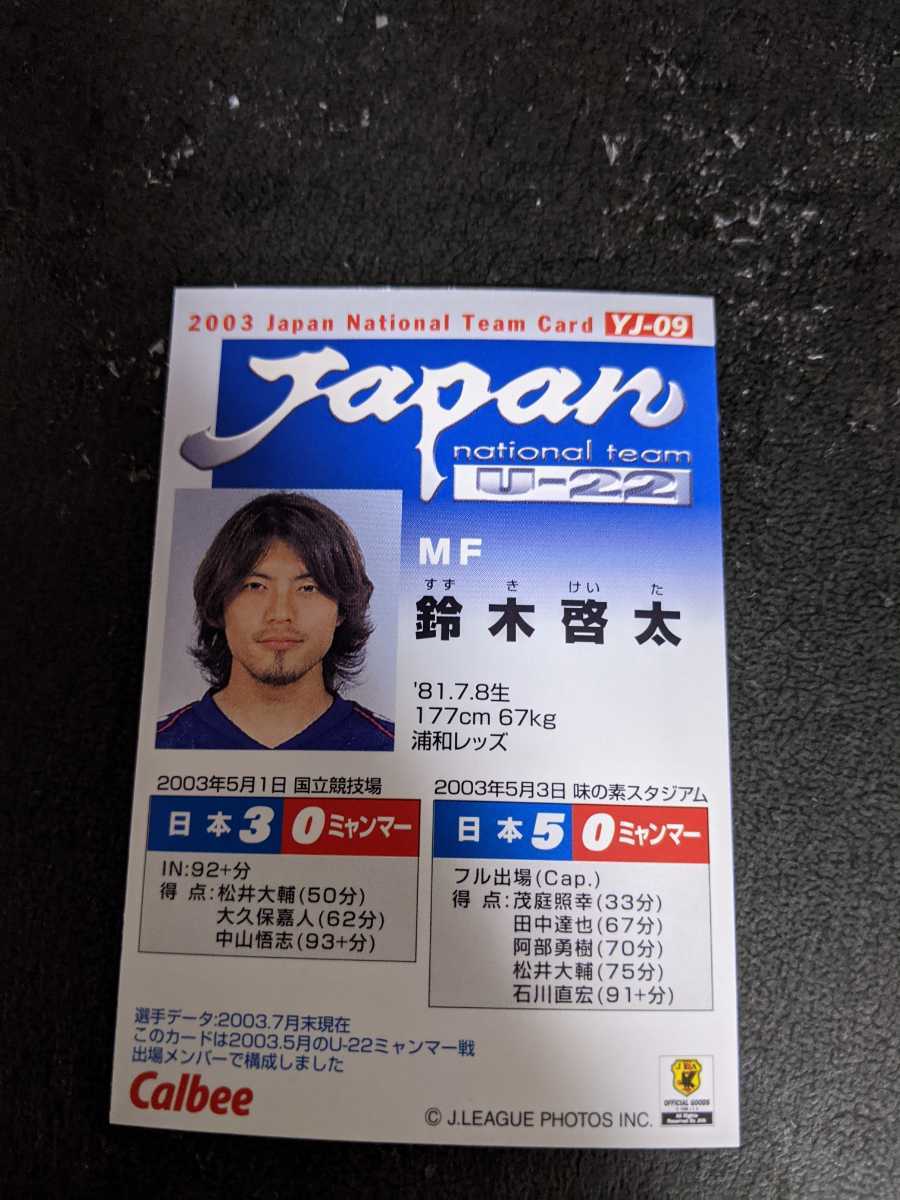 2003 Japan National Team Card YJ-09
Japan
national team
U-22
MF
すず き けい た
鈴木啓太
'81.7.8生
177cm 67kg
浦和レッズ
2003年5月1日 国立競技場
日本3 0ミャンマー
IN:92+分
得点:松井大輔(50分)
大久保嘉人(62分)
中山悟志(93+分)
2003年5月3日 味の素スタジアム
日本5 0ミャンマー
フル出場(Cap.)
得点:茂庭照幸(33分)
田中達也(67分)
阿部勇樹(70分)
松井大輔(75分)
石川直宏(91+分)
選手データ:2003.7月末現在
このカードは2003.5月のU-22ミャンマー戦
出場メンバーで構成しました
Calbee
© J.LEAGUE PHOTOS INC.
OFFICIAL GOODS
All Rights